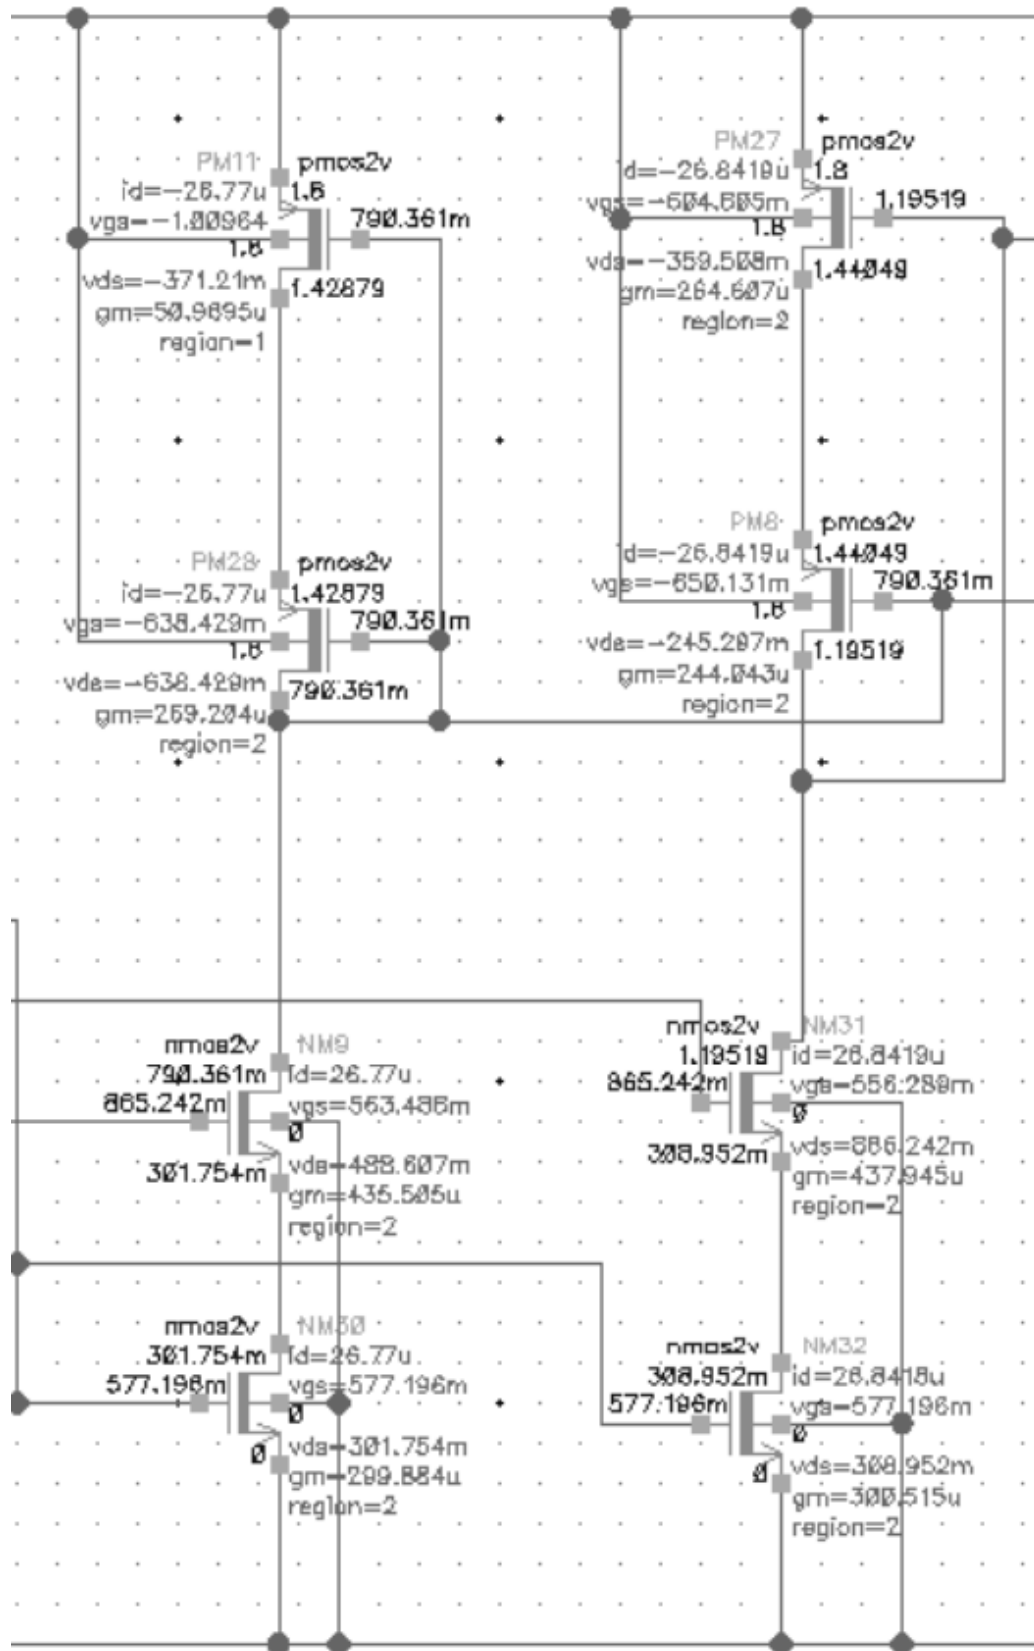 PM11 pmos2v
id=-26.77u 1.8
vgs=-1.00964 790.361m
1.8
vds=-371.21m 1.42879
gm=50.9695u
region=1
PM27 pmos2v
id=-26.8419u 1.8
vgs=-604.805m 1.19519
1.8
vds=-359.508m 1.44049
gm=264.607u
region=2
PM28 pmos2v
id=-26.77u 1.42879
vgs=-638.429m 790.361m
1.8
vds=-638.429m 790.361m
gm=269.204u
region=2
PM8 pmos2v
id=-26.8419u 1.44049
vgs=-650.131m 790.361m
1.8
vds=-245.297m 1.19519
gm=244.043u
region=2
nmos2v NM9
790.361m id=26.77u
865.242m vgs=563.488m
0
vds=488.607m
301.754m gm=435.505u
region=2
nmos2v NM31
1.19519 id=26.8419u
865.242m vgs=556.289m
0
308.952m vds=886.242m
gm=437.945u
region=2
nmos2v NM30
301.754m id=26.77u
577.196m vgs=577.196m
0
0 vds=301.754m
gm=299.884u
region=2
nmos2v NM32
308.952m id=26.8418u
577.196m vgs=577.196m
0
0 vds=308.952m
gm=300.515u
region=2